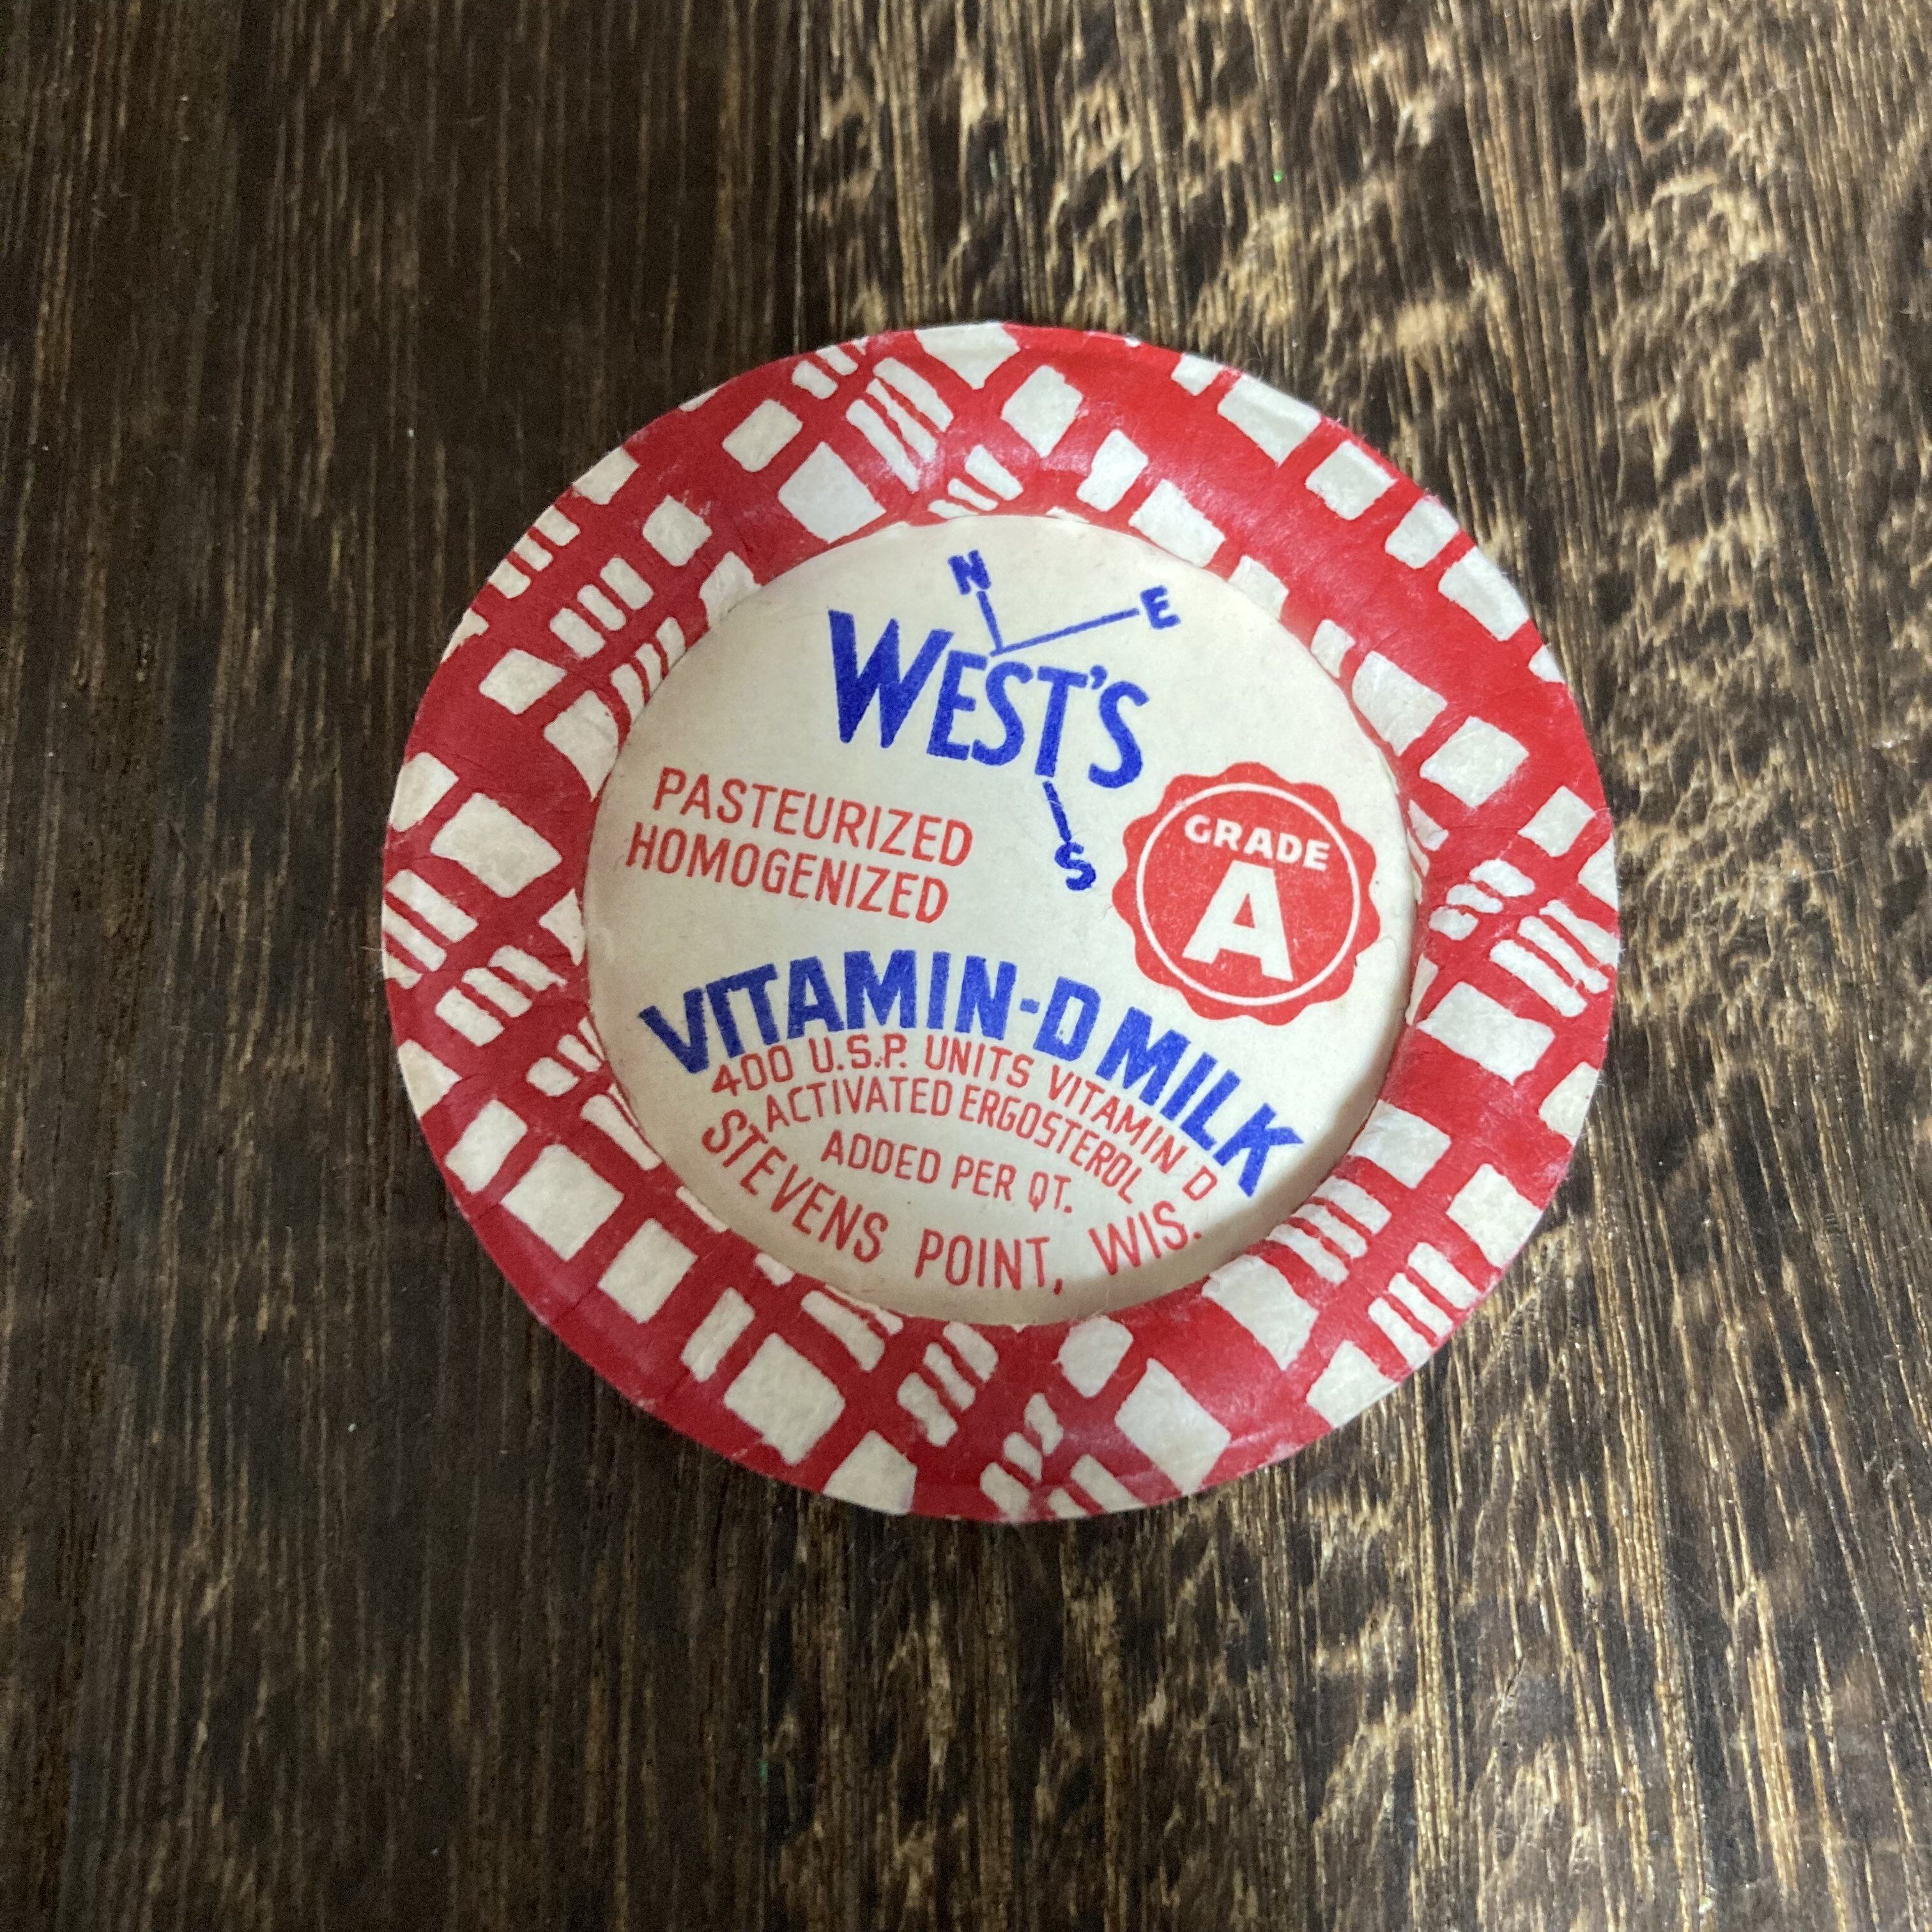 N
E
WEST'S
S
PASTEURIZED
HOMOGENIZED
GRADE
A
VITAMIN-D MILK
400 U.S.P. UNITS VITAMIN D
ACTIVATED ERGOSTEROL
ADDED PER QT.
STEVENS POINT, WIS.